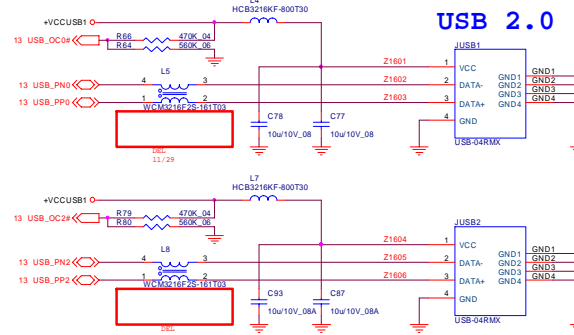 L4
HCB3216KF-800T30
USB 2.0
+VCCUSB1
13 USB_OC0#
R66 470K_04
R64 560K_06
JUSB1
Z1601 1 VCC
GND1 GND1
13 USB_PN0 4 L5 3 Z1602 2 DATA-
GND2 GND2
GND3 GND3
13 USB_PP0 1 2 Z1603 3 DATA+
GND4 GND4
WCM3216F2S-161T03
4 GND
C78
10u/10V_08
C77
10u/10V_08
USB-04RMX
DEL
11/29
L7
HCB3216KF-800T30
+VCCUSB1
13 USB_OC2#
R79 470K_04
R80 560K_06
JUSB2
Z1604 1 VCC
GND1 GND1
13 USB_PN2 4 L8 3 Z1605 2 DATA-
GND2 GND2
GND3 GND3
13 USB_PP2 1 2 Z1606 3 DATA+
GND4 GND4
WCM3216F2S-161T03
4 GND
C93
10u/10V_08A
C87
10u/10V_08A
USB-04RMX
DEL